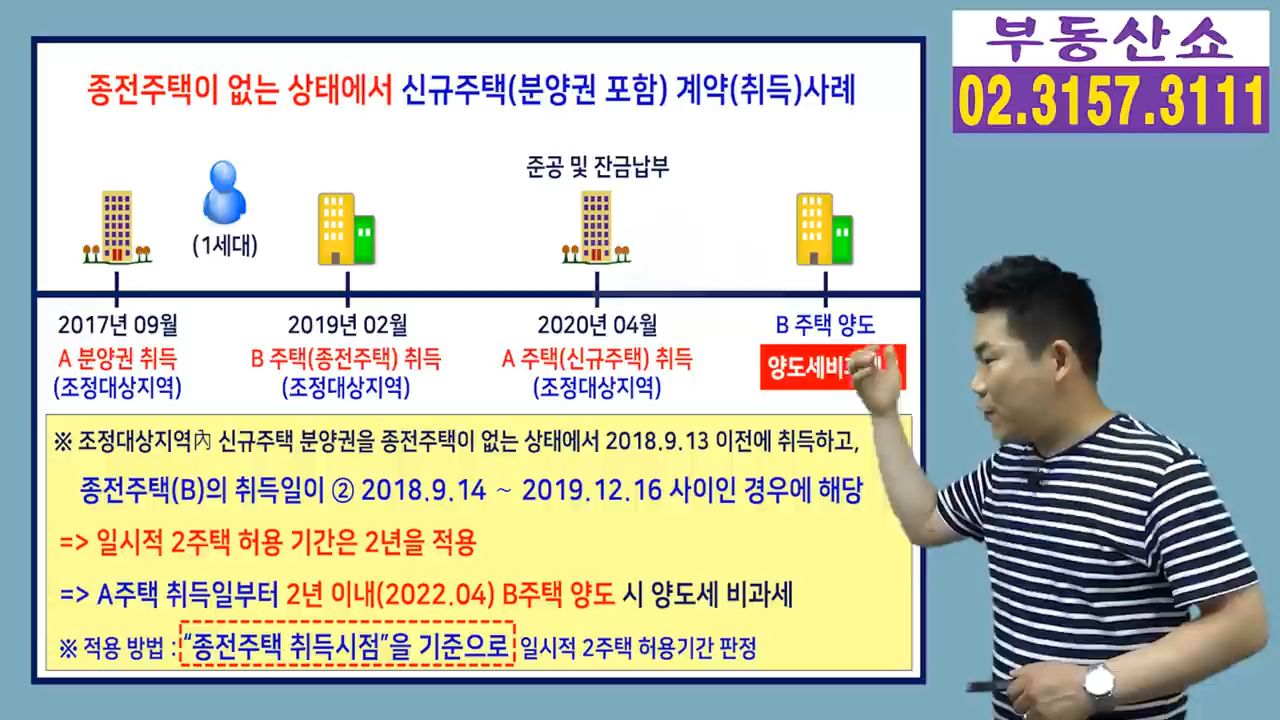 부동산쇼
02.3157.3111
종전주택이 없는 상태에서 신규주택(분양권 포함) 계약(취득)사례
준공 및 잔금납부
(1세대)
2017년 09월
A 분양권 취득
(조정대상지역)
2019년 02월
B 주택(종전주택) 취득
(조정대상지역)
2020년 04월
A 주택(신규주택) 취득
(조정대상지역)
B 주택 양도
양도세비
※ 조정대상지역內 신규주택 분양권을 종전주택이 없는 상태에서 2018.9.13 이전에 취득하고,
종전주택(B)의 취득일이 ② 2018.9.14 ~ 2019.12.16 사이인 경우에 해당
=> 일시적 2주택 허용 기간은 2년을 적용
=> A주택 취득일부터 2년 이내(2022.04) B주택 양도 시 양도세 비과세
※ 적용 방법 : “종전주택 취득시점”을 기준으로 일시적 2주택 허용기간 판정